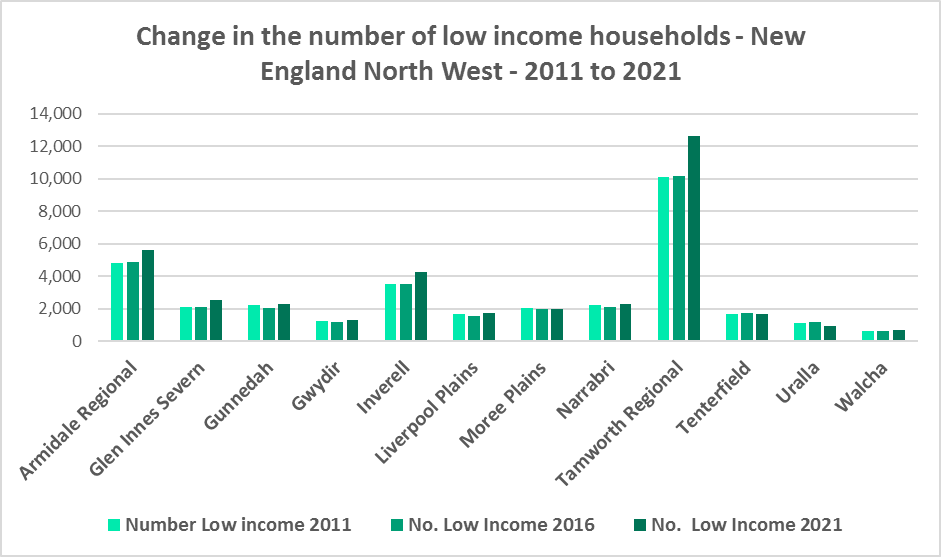 Change in the number of low income households - New
England North West - 2011 to 2021
14,000
12,000
10,000
8,000
6,000
4,000
2,000
0
Armidale Regional
Glen Innes Severn
Gunnedah
Gwydir
Inverell
Liverpool Plains
Moree Plains
Narrabri
Tamworth Regional
Tenterfield
Uralla
Walcha
Number Low income 2011
No. Low Income 2016
No. Low Income 2021